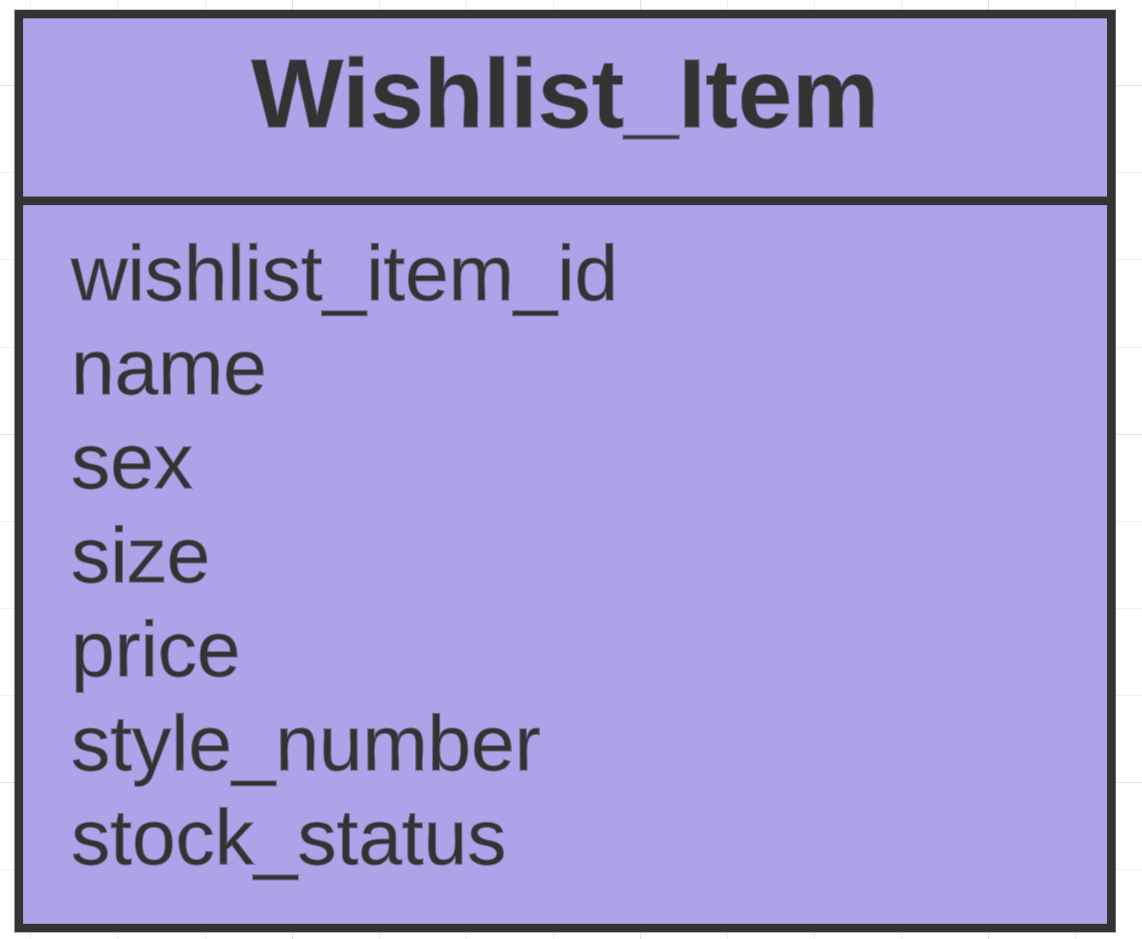 Wishlist_Item
wishlist_item_id
name
sex
size
price
style_number
stock_status